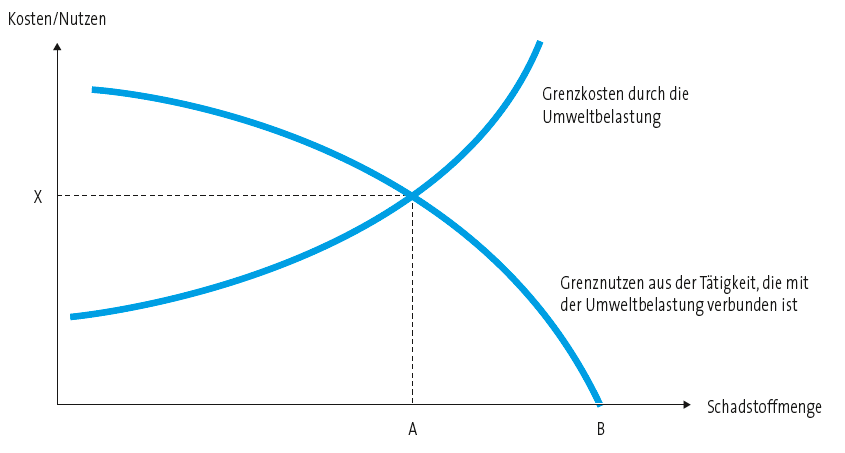 Kosten/Nutzen
Grenzkosten durch die
Umweltbelastung
X
Grenznutzen aus der Tätigkeit, die mit
der Umweltbelastung verbunden ist
Schadstoffmenge
A
B